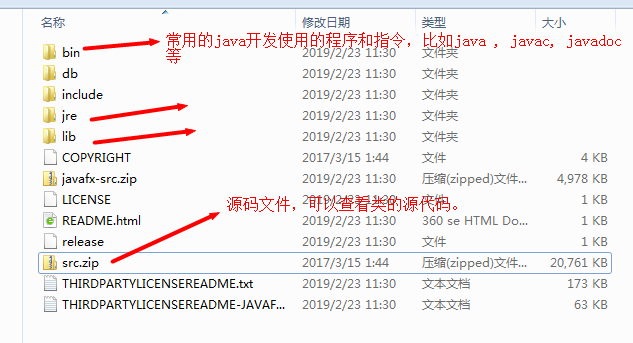 名称 修改日期 类型 大小
bin 2019/2/23 11:30 文件夹
常用的java开发使用的程序和指令，比如java ，javac, javadoc
等
db 2019/2/23 11:30 文件夹
include 2019/2/23 11:30 文件夹
jre 2019/2/23 11:30 文件夹
lib 2019/2/23 11:30 文件夹
COPYRIGHT 2017/3/15 1:44 文件 4 KB
javafx-src.zip 2019/2/23 11:30 压缩(zipped)文件... 4,978 KB
LICENSE 2019/2/23 11:30 文件 1 KB
源码文件，可以查看类的源代码。
README.html 2019/2/23 11:30 360 se HTML Do... 1 KB
release 2019/2/23 11:30 文件 1 KB
src.zip 2017/3/15 1:44 压缩(zipped)文件... 20,761 KB
THIRDPARTYLICENSEREADME.txt 2019/2/23 11:30 文本文档 173 KB
THIRDPARTYLICENSEREADME-JAVAF... 2019/2/23 11:30 文本文档 63 KB